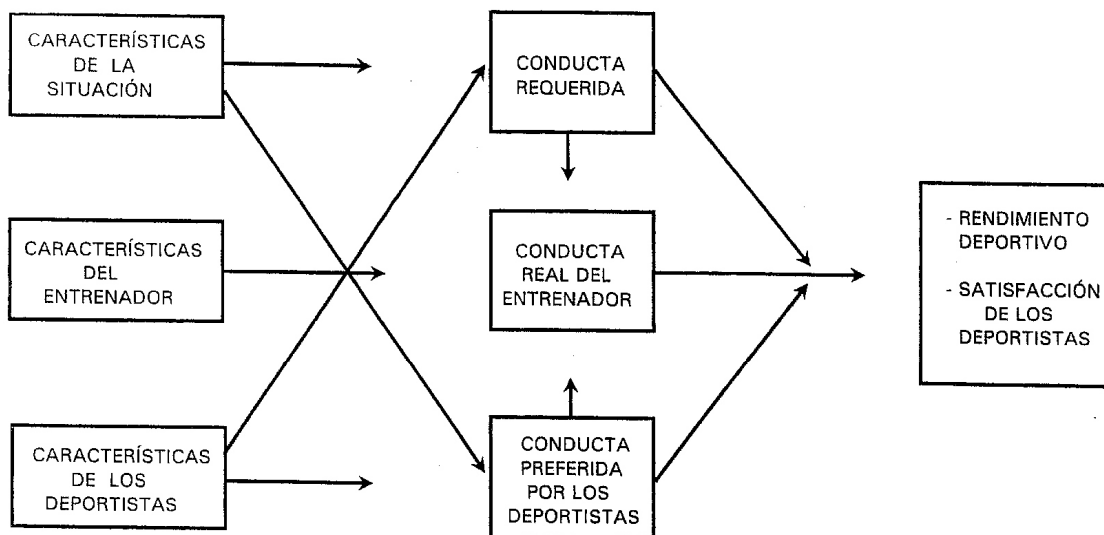 CARACTERÍSTICAS
DE LA
SITUACIÓN
CARACTERÍSTICAS
DEL
ENTRENADOR
CARACTERÍSTICAS
DE LOS
DEPORTISTAS
CONDUCTA
REQUERIDA
CONDUCTA
REAL DEL
ENTRENADOR
CONDUCTA
PREFERIDA
POR LOS
DEPORTISTAS
- RENDIMIENTO
DEPORTIVO
- SATISFACCIÓN
DE LOS
DEPORTISTAS